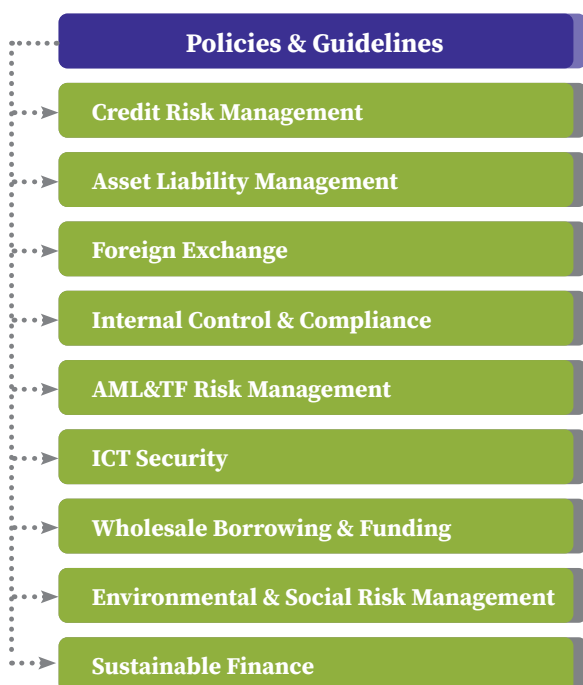 Policies & Guidelines
Credit Risk Management
Asset Liability Management
Foreign Exchange
Internal Control & Compliance
AML&TF Risk Management
ICT Security
Wholesale Borrowing & Funding
Environmental & Social Risk Management
Sustainable Finance